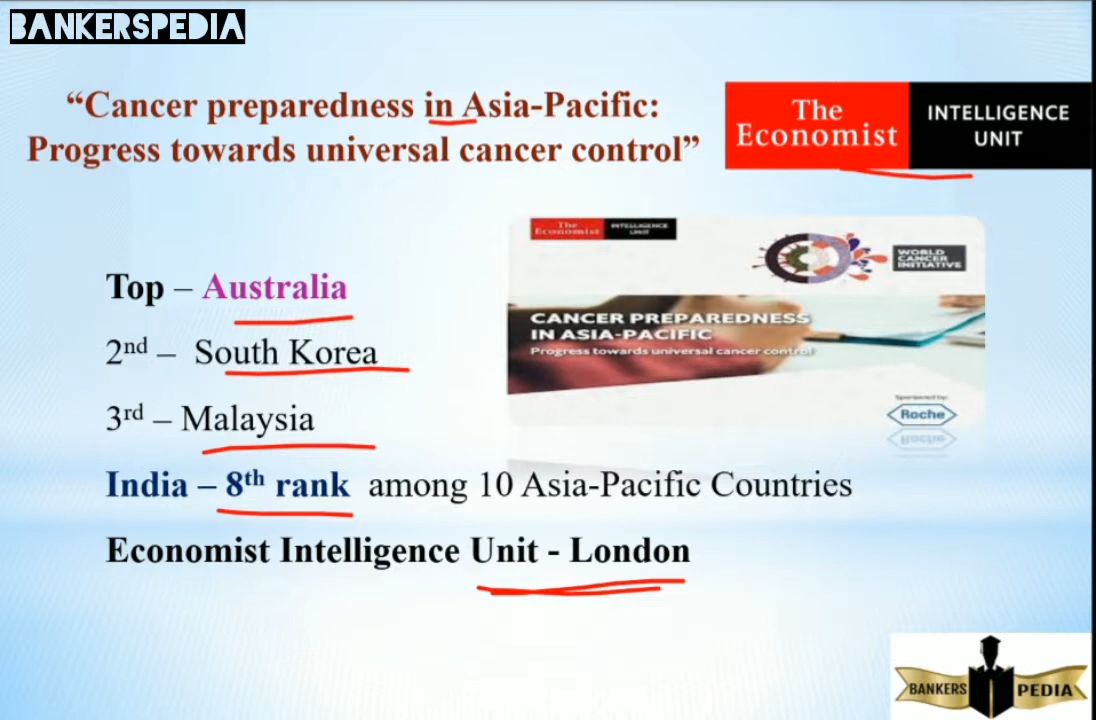 BANKERSPEDIA
“Cancer preparedness in Asia-Pacific:
Progress towards universal cancer control”
The
Economist
INTELLIGENCE
UNIT
The
Economist
INTELLIGENCE
UNIT
WORLD
CANCER
INITIATIVE
CANCER PREPAREDNESS
IN ASIA-PACIFIC
Progress towards universal cancer control
Sponsored by:
Roche
Top – Australia
2nd – South Korea
3rd – Malaysia
India – 8th rank among 10 Asia-Pacific Countries
Economist Intelligence Unit - London
BANKERS PEDIA